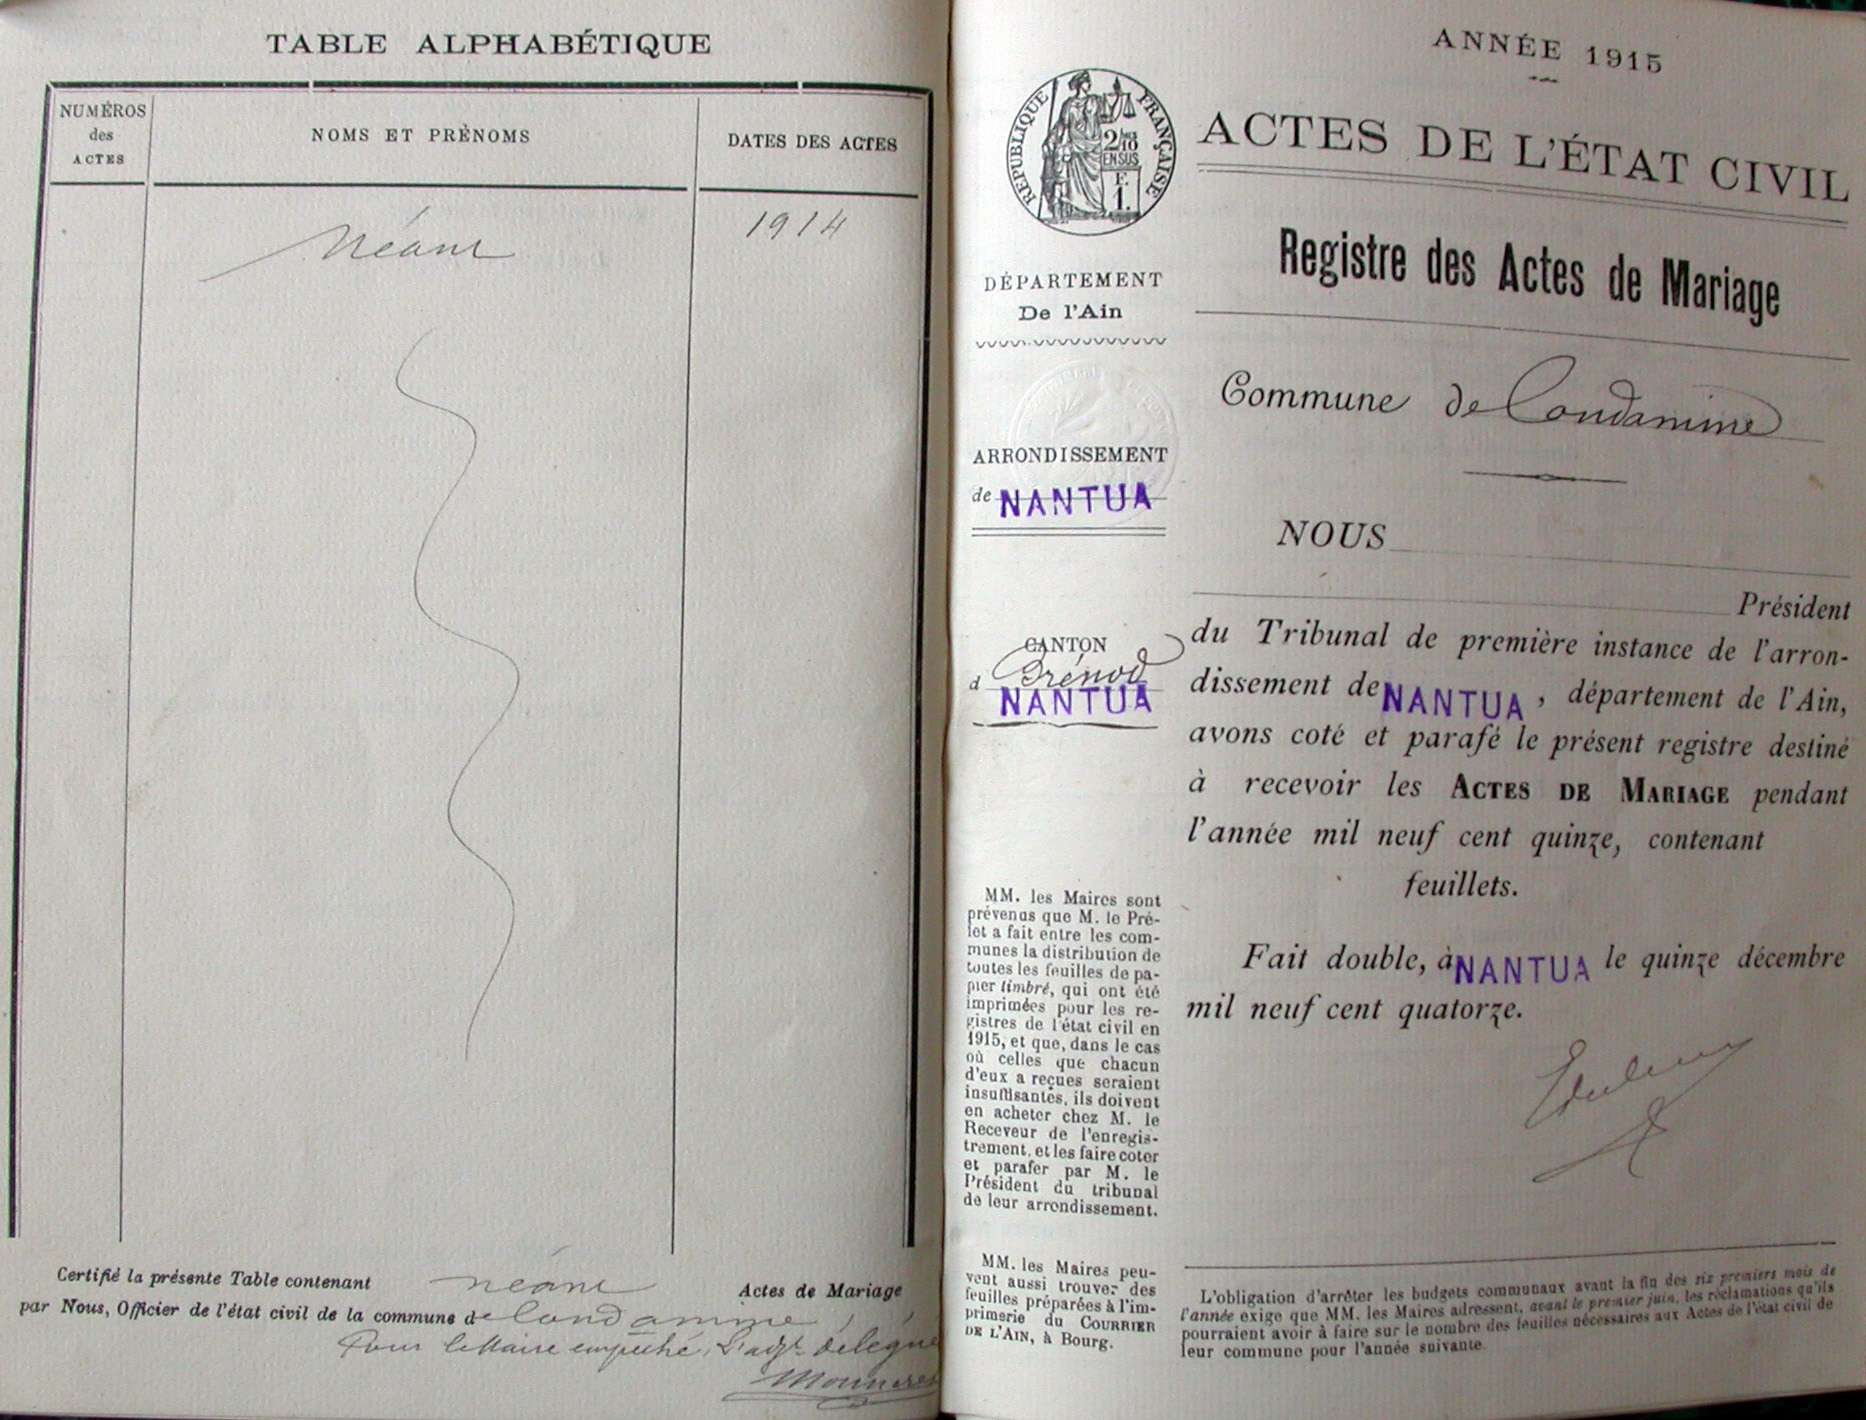 TABLE ALPHABÉTIQUE
NUMÉROS
des
ACTES
NOMS ET PRÉNOMS
DATES DES ACTES
Néant
1914
Certifié la présente Table contenant néant Actes de Mariage
par Nous, Officier de l'état civil de la commune de Condamine,
Pour le Maire empêché, L'adjt délégué
ANNÉE 1915
RÉPUBLIQUE FRANÇAISE
2/10
EN SUS
F.
1.
ACTES DE L'ÉTAT CIVIL
Registre des Actes de Mariage
DÉPARTEMENT
De l'Ain
Commune de Condamine
ARRONDISSEMENT
de NANTUA
CANTON
d Brénod
NANTUA
NOUS
Président
du Tribunal de première instance de l'arron-
dissement de NANTUA, département de l'Ain,
avons coté et parafé le présent registre destiné
à recevoir les ACTES DE MARIAGE pendant
l'année mil neuf cent quinze, contenant
feuillets.
Fait double, à NANTUA le quinze décembre
mil neuf cent quatorze.
MM. les Maires sont
prévenus que M. le Pré-
fet a fait entre les com-
munes la distribution de
toutes les feuilles de pa-
pier timbré, qui ont été
imprimées pour les re-
gistres de l'état civil en
1915, et que, dans le cas
où celles que chacun
d'eux a reçues seraient
insuffisantes, ils doivent
en acheter chez M. le
Receveur de l'enregis-
trement, et les faire coter
et parafer par M. le
Président du tribunal
de leur arrondissement.
MM. les Maires peu-
vent aussi trouver des
feuilles préparées à l'im-
primerie du COURRIER
DE L'AIN, à Bourg.
L'obligation d'arrêter les budgets communaux avant la fin des six premiers mois de
l'année exige que MM. les Maires adressent, avant le premier juin, les réclamations qu'ils
pourraient avoir à faire sur le nombre des feuilles nécessaires aux Actes de l'état civil de
leur commune pour l'année suivante.